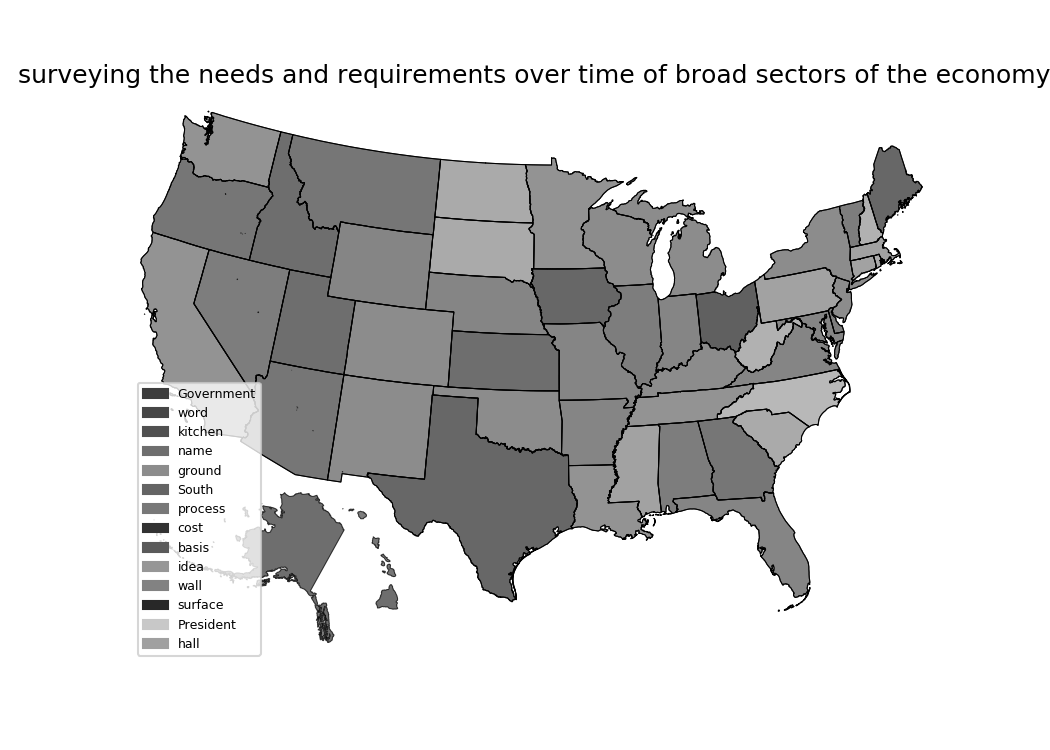 surveying the needs and requirements over time of broad sectors of the economy
Government
word
kitchen
name
ground
South
process
cost
basis
idea
wall
surface
President
hall